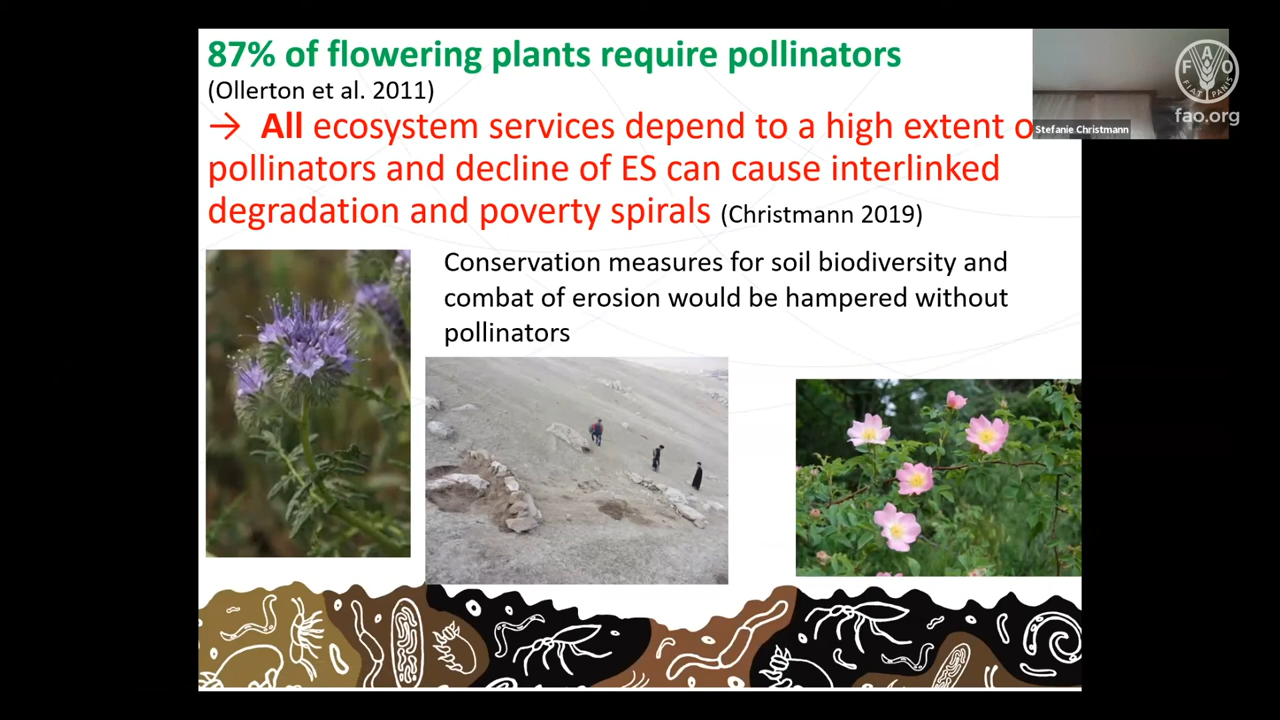 87% of flowering plants require pollinators
(Ollerton et al. 2011)
→ All ecosystem services depend to a high extent o
pollinators and decline of ES can cause interlinked
degradation and poverty spirals (Christmann 2019)
Conservation measures for soil biodiversity and
combat of erosion would be hampered without
pollinators
Stefanie Christmann
F A O
FIAT PANIS
fao.org